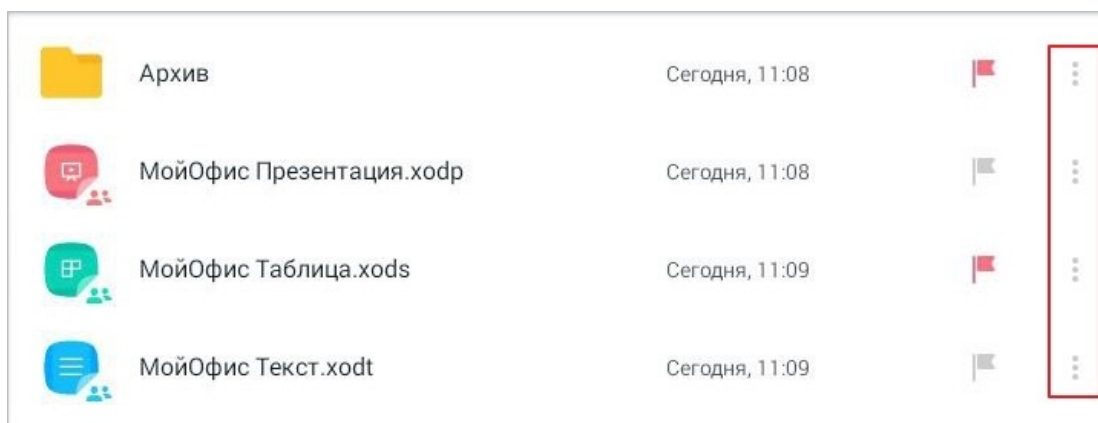 Архив Сегодня, 11:08
МойОфис Презентация.xodp Сегодня, 11:08
МойОфис Таблица.xods Сегодня, 11:09
МойОфис Текст.xodt Сегодня, 11:09